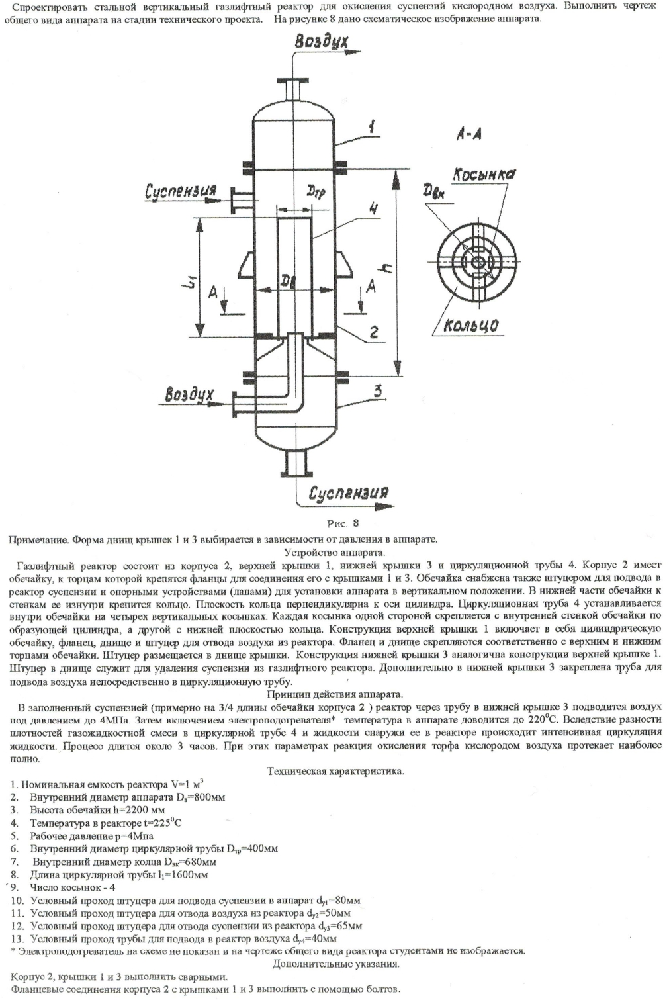 Спроектировать стальной вертикальный газлифтный реактор для окисления суспензий кислородном воздуха. Выполнить чертеж
общего вида аппарата на стадии технического проекта. На рисунке 8 дано схематическое изображение аппарата.
Воздух
1
А-А
Косынка
Dвк
Суспензия
Dтр
4
h
l1
Dв
А
А
2
Кольцо
Воздух
3
Суспензия
Рис. 8
Примечание. Форма днищ крышек 1 и 3 выбирается в зависимости от давления в аппарате.
Устройство аппарата.
Газлифтный реактор состоит из корпуса 2, верхней крышки 1, нижней крышки 3 и циркуляционной трубы 4. Корпус 2 имеет
обечайку, к торцам которой крепятся фланцы для соединения его с крышками 1 и 3. Обечайка снабжена также штуцером для подвода в
реактор суспензии и опорными устройствами (лапами) для установки аппарата в вертикальном положении. В нижней части обечайки к
стенкам ее изнутри крепится кольцо. Плоскость кольца перпендикулярна к оси цилиндра. Циркуляционная труба 4 устанавливается
внутри обечайки на четырех вертикальных косынках. Каждая косынка одной стороной скрепляется с внутренней стенкой обечайки по
образующей цилиндра, а другой с нижней плоскостью кольца. Конструкция верхней крышки 1 включает в себя цилиндрическую
обечайку, фланец, днище и штуцер для отвода воздуха из реактора. Фланец и днище скрепляются соответственно с верхним и нижним
торцами обечайки. Штуцер размещается в днище крышки. Конструкция нижней крышки 3 аналогична конструкции верхней крышке 1.
Штуцер в днище служит для удаления суспензии из газлифтного реактора. Дополнительно в нижней крышки 3 закреплена труба для
подвода воздуха непосредственно в циркуляционную трубу.
Принцип действия аппарата.
В заполненный суспензией (примерно на 3/4 длины обечайки корпуса 2 ) реактор через трубу в нижней крышке 3 подводится воздух
под давлением до 4МПа. Затем включением электроподогревателя* температура в аппарате доводится до 220⁰С. Вследствие разности
плотностей газожидкостной смеси в циркулярной трубе 4 и жидкости снаружи ее в реакторе происходит интенсивная циркуляция
жидкости. Процесс длится около 3 часов. При этих параметрах реакция окисления торфа кислородом воздуха протекает наиболее
полно.
Техническая характеристика.
1. Номинальная емкость реактора V=1 м³
2. Внутренний диаметр аппарата Dв=800мм
3. Высота обечайки h=2200 мм
4. Температура в реакторе t=225⁰С
5. Рабочее давление р=4Мпа
6. Внутренний диаметр циркулярной трубы Dтр=400мм
7. Внутренний диаметр колца Dвк=680мм
8. Длина циркулярной трубы l1=1600мм
9. Число косынок - 4
10. Условный проход штуцера для подвода суспензии в аппарат dу1=80мм
11. Условный проход штуцера для отвода воздуха из реактора dу2=50мм
12. Условный проход штуцера для отвода суспензии из реактора dу3=65мм
13. Условный проход трубы для подвода в реактор воздуха dу4=40мм
* Электроподогреватель на схеме не показан и на чертеже общего вида реактора студентами не изображается.
Дополнительные указания.
Корпус 2, крышки 1 и 3 выполнить сварными.
Фланцевые соединения корпуса 2 с крышками 1 и 3 выполнить с помощью болтов.